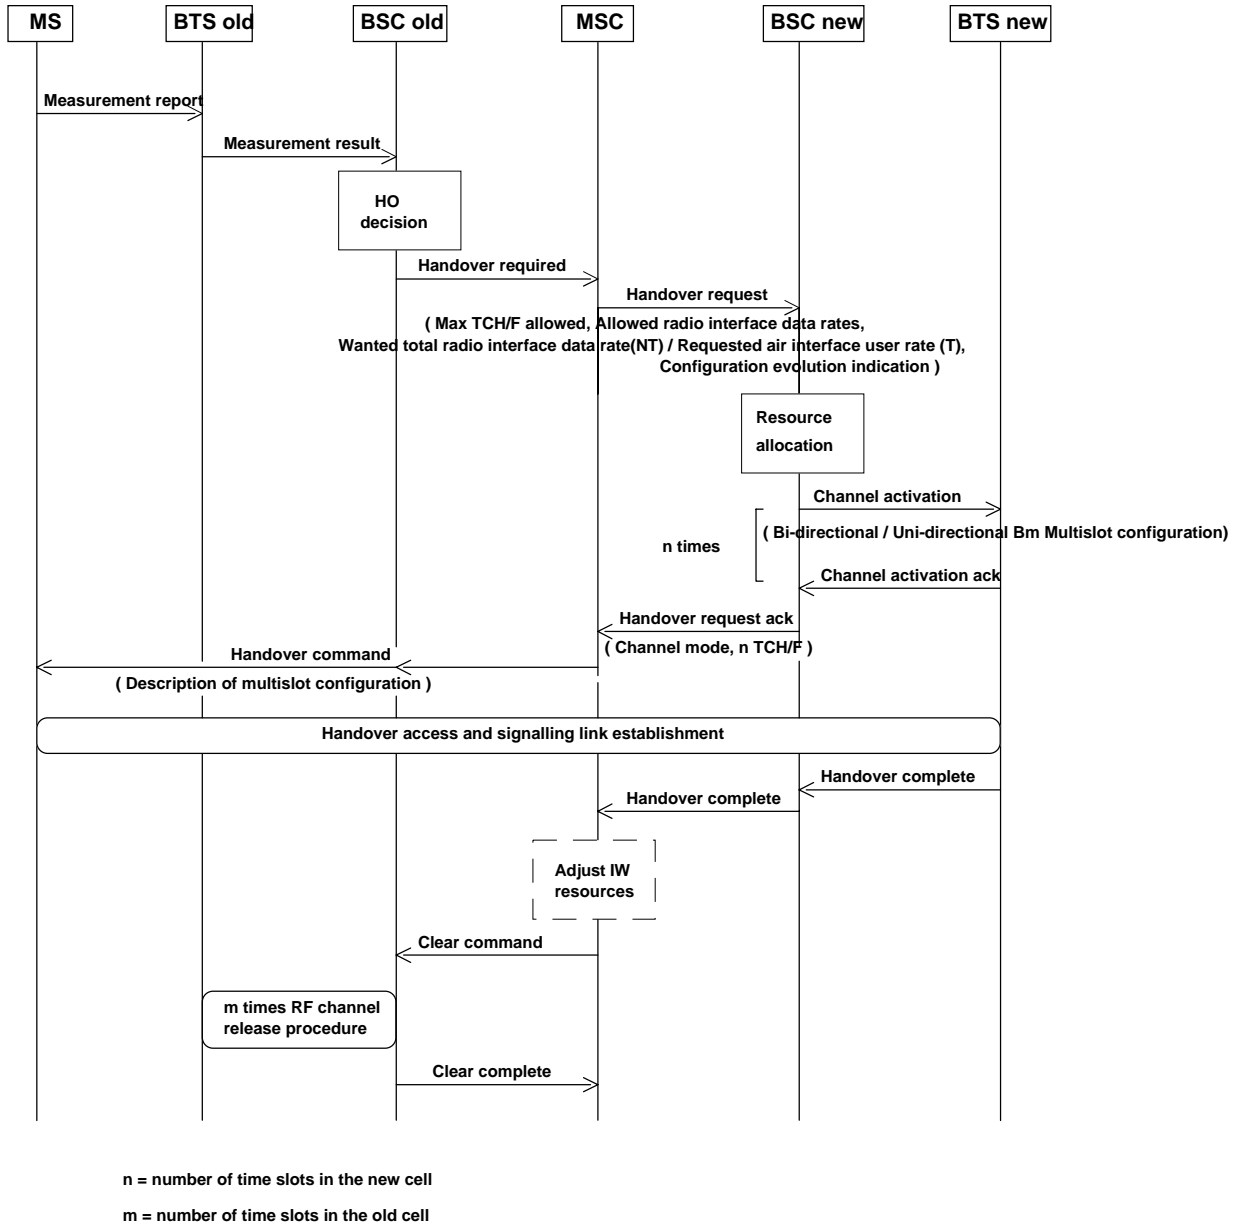 MS BTS old BSC old MSC BSC new BTS new
Measurement report
Measurement result
HO
decision
Handover required
Handover request
( Max TCH/F allowed, Allowed radio interface data rates,
Wanted total radio interface data rate(NT) / Requested air interface user rate (T),
Configuration evolution indication )
Resource
allocation
Channel activation
( Bi-directional / Uni-directional Bm Multislot configuration)
n times
Channel activation ack
Handover request ack
( Channel mode, n TCH/F )
Handover command
( Description of multislot configuration )
Handover access and signalling link establishment
Handover complete
Handover complete
Adjust IW
resources
Clear command
m times RF channel
release procedure
Clear complete
n = number of time slots in the new cell
m = number of time slots in the old cell